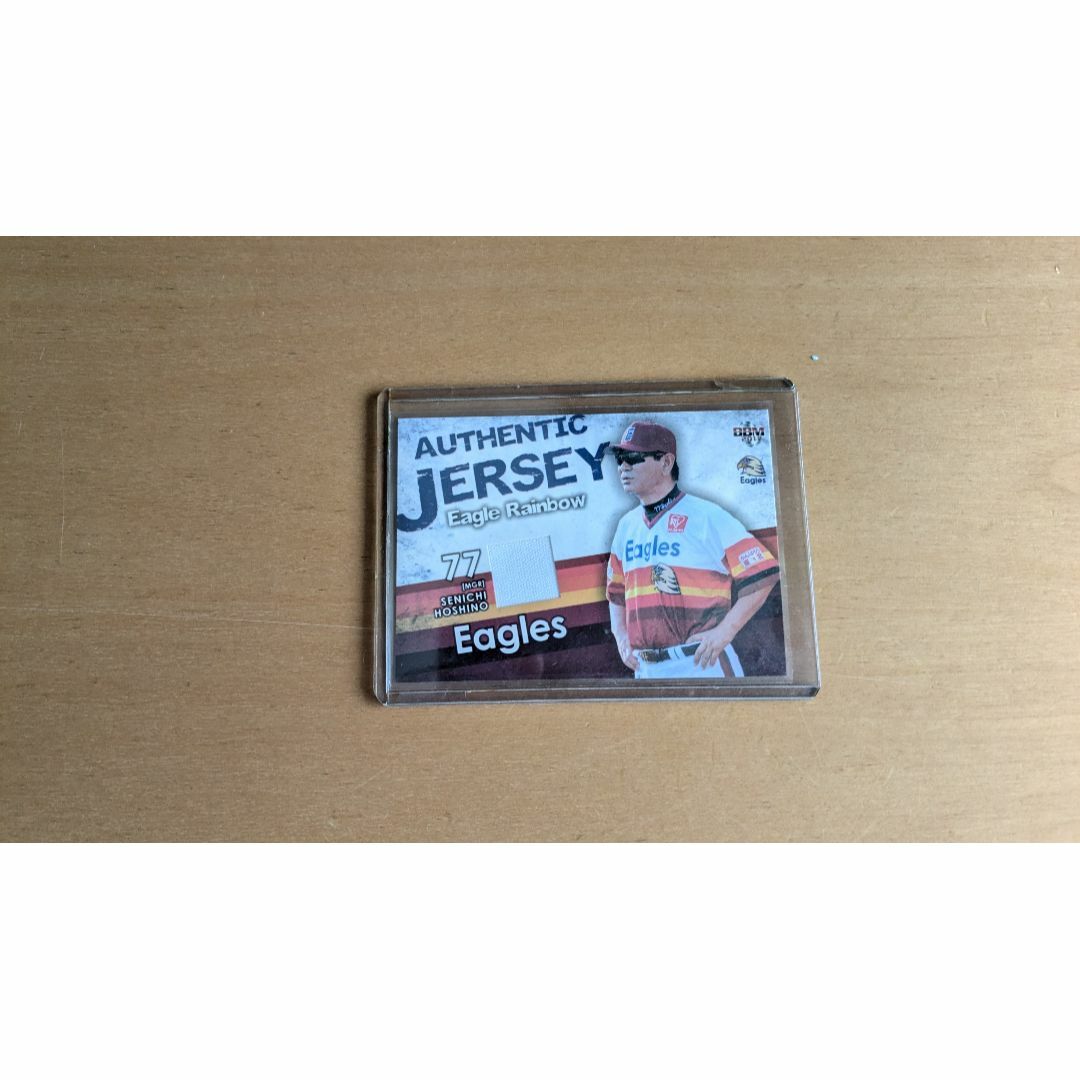 AUTHENTIC
JERSEY
Eagle Rainbow
BBM
Eagles
77
[MGR]
SENICHI
HOSHINO
Eagles
Eagles